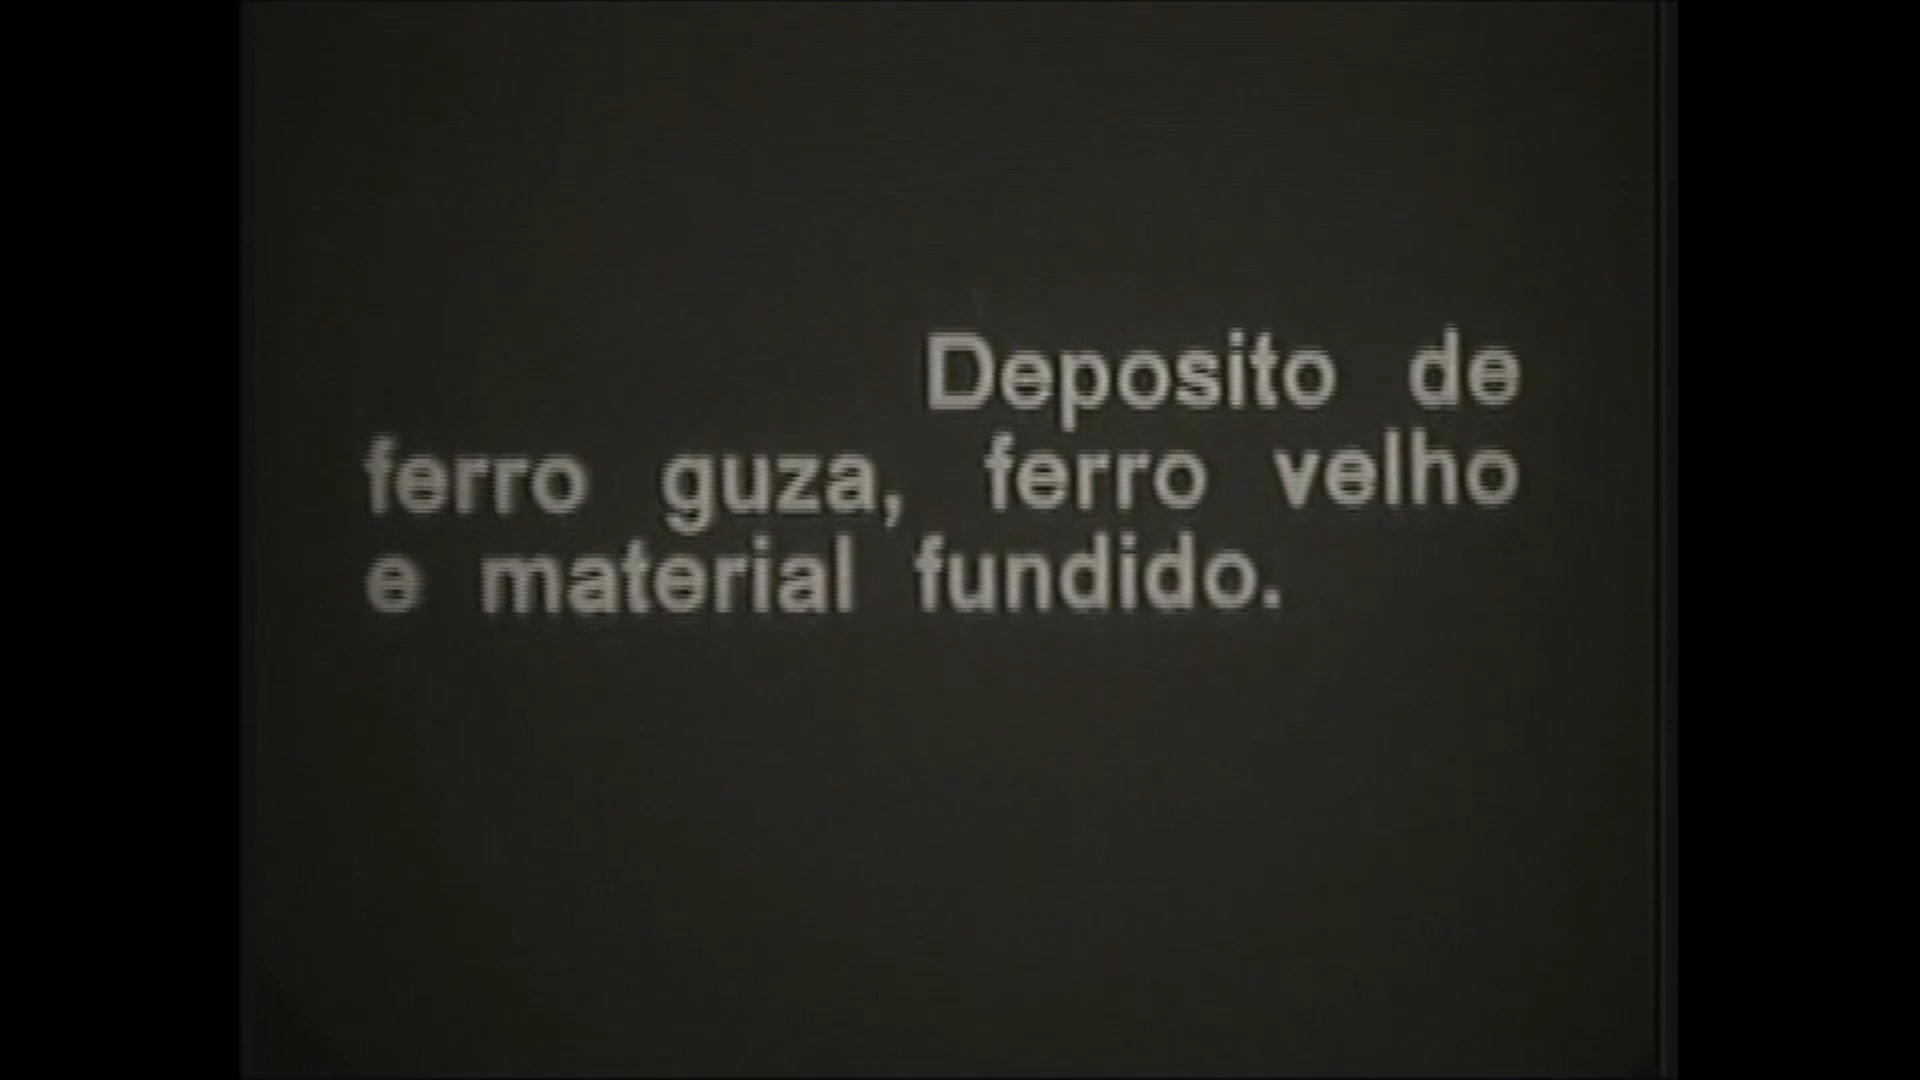 Deposito de
ferro guza, ferro velho
e material fundido.